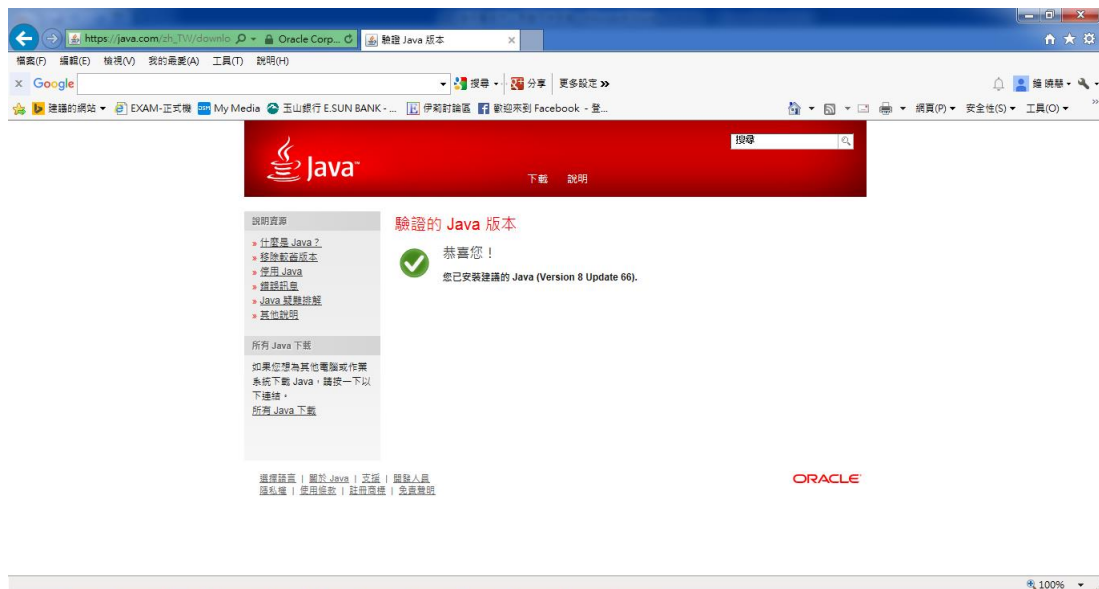 https://java.com/zh_TW/downlo
Oracle Corp...
驗證 Java 版本
檔案(F) 編輯(E) 檢視(V) 我的最愛(A) 工具(T) 說明(H)
x Google 搜尋 分享 更多設定 »
建議的網站 EXAM-正式機 DSM My Media 玉山銀行 E.SUN BANK - ... 伊莉討論區 歡迎來到 Facebook - 登...
網頁(P) 安全性(S) 工具(O) »
Java™
搜尋
下載 說明
說明資源
» 什麼是 Java？
» 移除較舊版本
» 停用 Java
» 錯誤訊息
» Java 疑難排解
» 其他說明
所有 Java 下載
如果您想為其他電腦或作業
系統下載 Java，請按一下以
下連結。
所有 Java 下載
驗證的 Java 版本
恭喜您！
您已安裝建議的 Java (Version 8 Update 66).
選擇語言 | 關於 Java | 支援 | 開發人員
隱私權 | 使用條款 | 註冊商標 | 免責聲明
ORACLE
100%